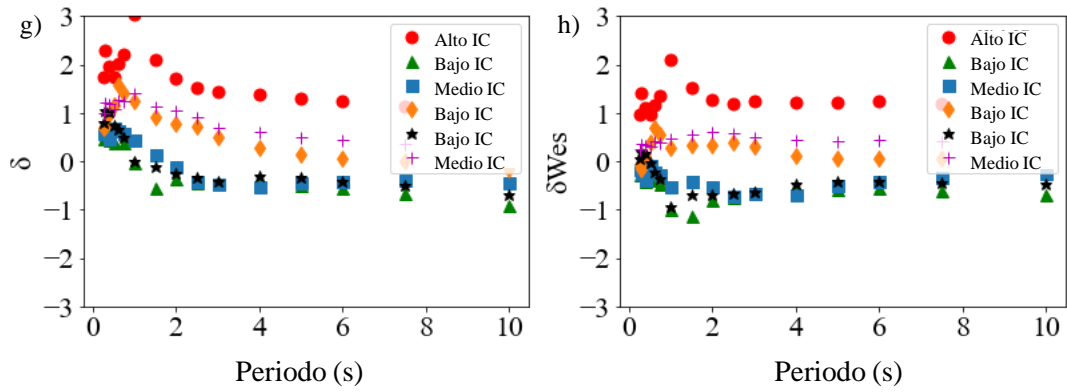 g)
3
2
1
0
−1
−2
−3
δ
0
2
4
6
8
10
Periodo (s)
Alto IC
Bajo IC
Medio IC
Bajo IC
Bajo IC
Medio IC
h)
3
2
1
0
−1
−2
−3
δWes
0
2
4
6
8
10
Periodo (s)
Alto IC
Bajo IC
Medio IC
Bajo IC
Bajo IC
Medio IC